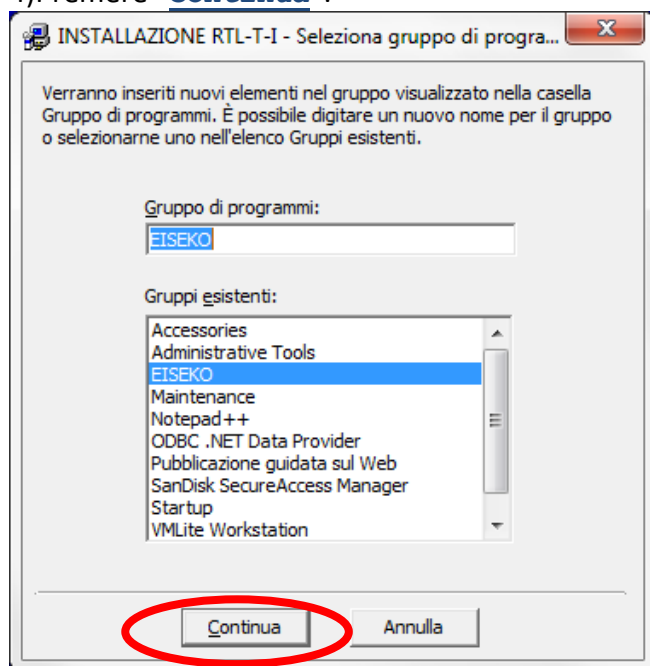 INSTALLAZIONE RTL-T-I - Seleziona gruppo di progra...
Verranno inseriti nuovi elementi nel gruppo visualizzato nella casella
Gruppo di programmi. È possibile digitare un nuovo nome per il gruppo
o selezionarne uno nell'elenco Gruppi esistenti.
Gruppo di programmi:
EISEKO
Gruppi esistenti:
Accessories
Administrative Tools
EISEKO
Maintenance
Notepad++
ODBC .NET Data Provider
Pubblicazione guidata sul Web
SanDisk SecureAccess Manager
Startup
VMLite Workstation
Continua Annulla